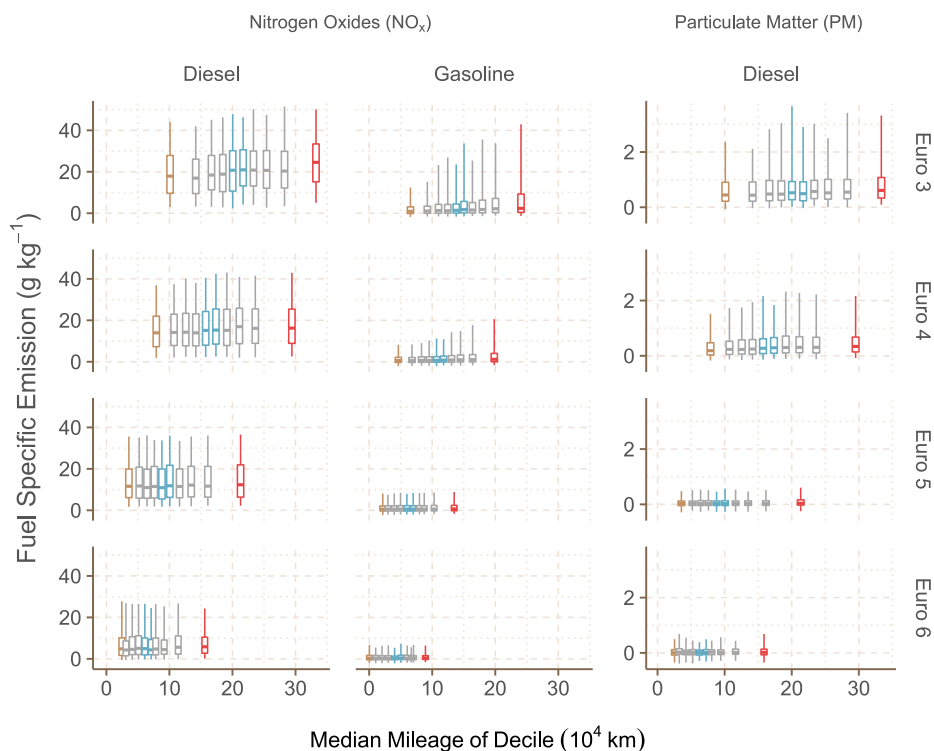 Nitrogen Oxides (NOₓ) Particulate Matter (PM)
Diesel Gasoline Diesel
Fuel Specific Emission (g kg⁻¹)
40 20 0 2 0 Euro 3
40 20 0 2 0 Euro 4
40 20 0 2 0 Euro 5
40 20 0 2 0 Euro 6
0 10 20 30 0 10 20 30 0 10 20 30
Median Mileage of Decile (10⁴ km)